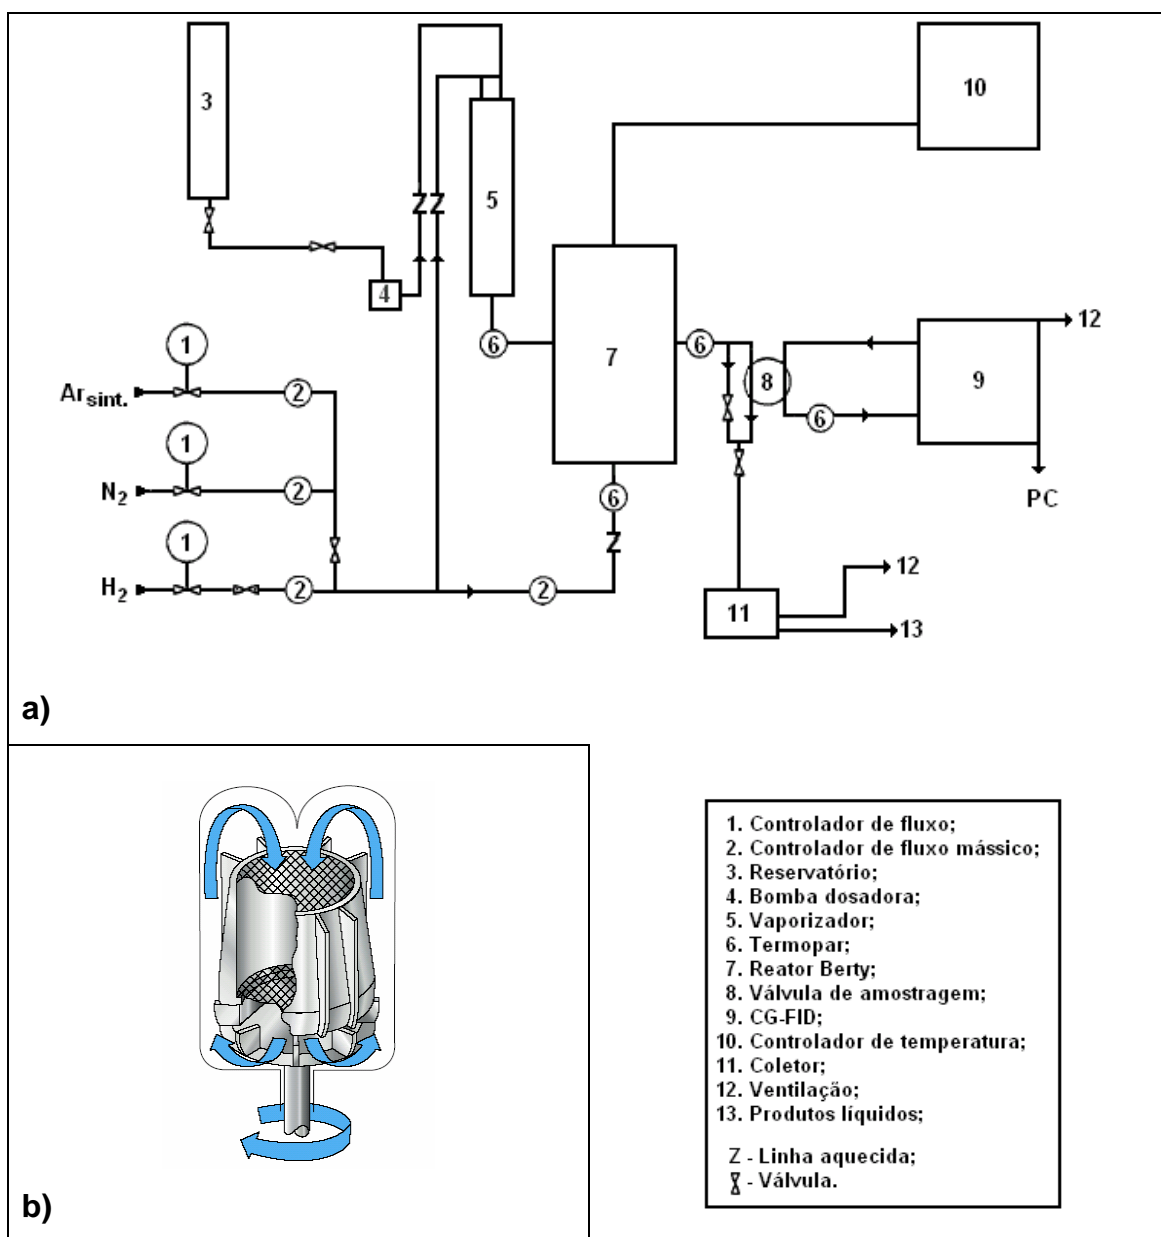 3
10
5
4
1
6
6
7
8
9
12
Ar sint.
2
6
1
N2
2
6
PC
1
H2
2
2
12
11
13
a)
1. Controlador de fluxo;
2. Controlador de fluxo mássico;
3. Reservatório;
4. Bomba dosadora;
5. Vaporizador;
6. Termopar;
7. Reator Berty;
8. Válvula de amostragem;
9. CG-FID;
10. Controlador de temperatura;
11. Coletor;
12. Ventilação;
13. Produtos líquidos;
Z - Linha aquecida;
- Válvula.
Z Z
Z
b)